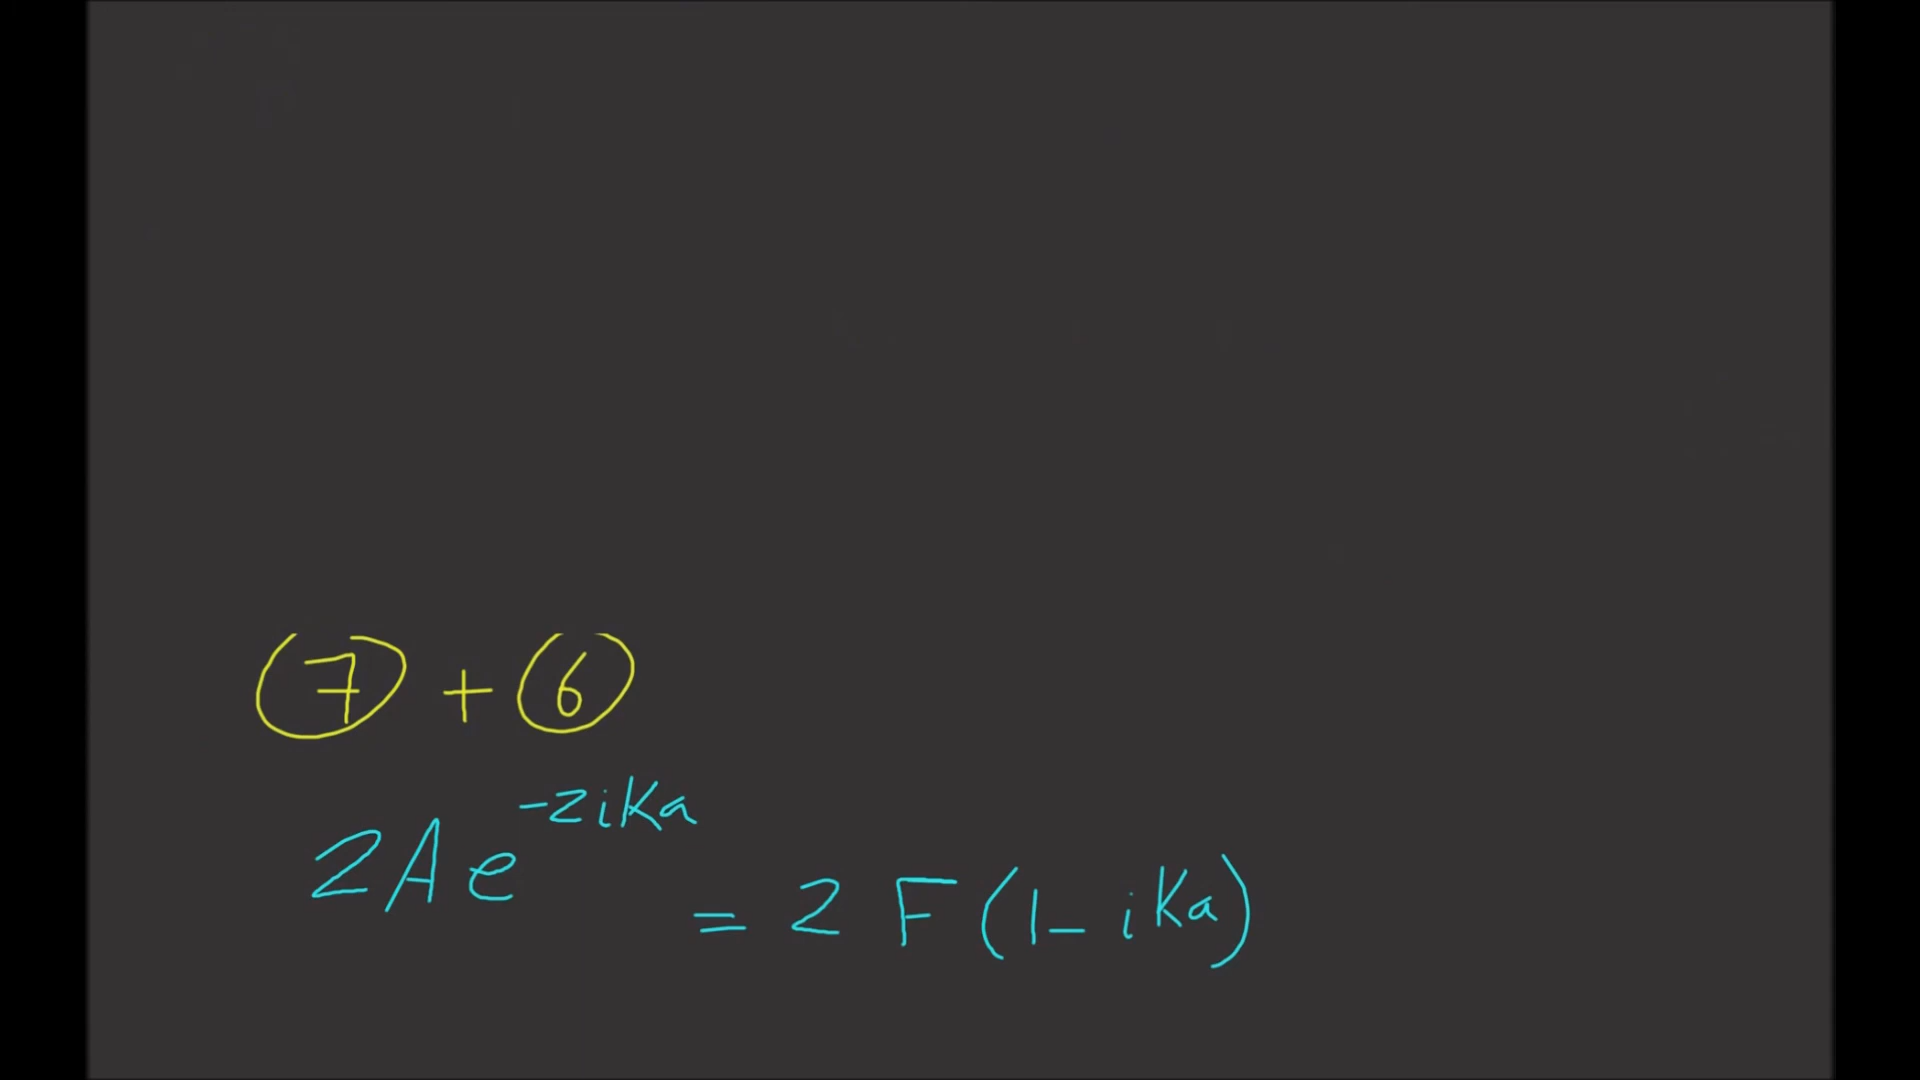 ⑦ + ⑥
2Ae^{-2ika} = 2F(1- ika)